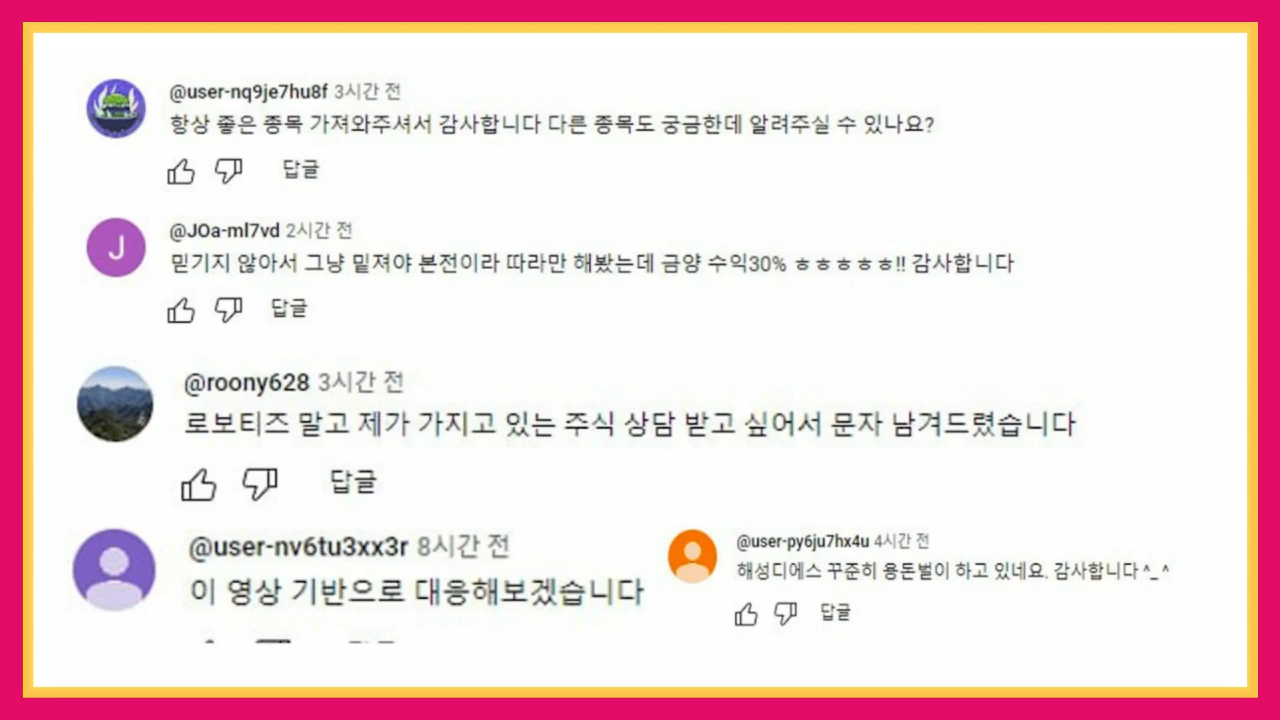 @user-nq9je7hu8f 3시간 전
항상 좋은 종목 가져와주셔서 감사합니다 다른 종목도 궁금한데 알려주실 수 있나요?
답글
J
@JOa-ml7vd 2시간 전
믿기지 않아서 그냥 밑져야 본전이라 따라만 해봤는데 금양 수익30% ㅎㅎㅎㅎㅎ!! 감사합니다
답글
@roony628 3시간 전
로보티즈 말고 제가 가지고 있는 주식 상담 받고 싶어서 문자 남겨드렸습니다
답글
@user-nv6tu3xx3r 8시간 전
이 영상 기반으로 대응해보겠습니다
@user-py6ju7hx4u 4시간 전
해성디에스 꾸준히 용돈벌이 하고 있네요. 감사합니다 ^_^
답글